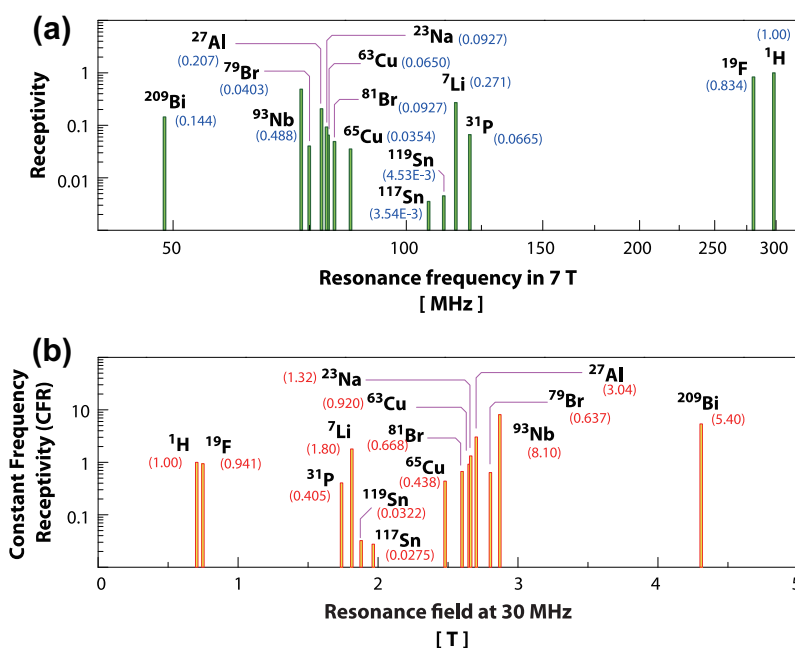 (a)
²⁷Al
(0.207)
²³Na (0.0927)
⁶³Cu
(0.0650)
(1.00)
¹H
⁷⁹Br
(0.0403)
⁷Li (0.271)
¹⁹F
(0.834)
²⁰⁹Bi
(0.144)
⁸¹Br
(0.0927)
⁹³Nb
(0.488)
⁶⁵Cu (0.0354)
³¹P
(0.0665)
¹¹⁹Sn
(4.53E-3)
¹¹⁷Sn
(3.54E-3)
Receptivity
1
0.1
0.01
50
100
150
200
250
300
Resonance frequency in 7 T
[ MHz ]
(b)
(1.32) ²³Na
²⁷Al
(3.04)
(0.920) ⁶³Cu
⁷⁹Br
(0.637)
²⁰⁹Bi
(5.40)
¹H
(1.00)
¹⁹F
(0.941)
⁷Li
(1.80)
⁸¹Br
(0.668)
⁹³Nb
(8.10)
³¹P
(0.405)
⁶⁵Cu
(0.438)
¹¹⁹Sn
(0.0322)
¹¹⁷Sn
(0.0275)
Constant Frequency
Receptivity (CFR)
10
1
0.1
0
1
2
3
4
5
Resonance field at 30 MHz
[ T ]